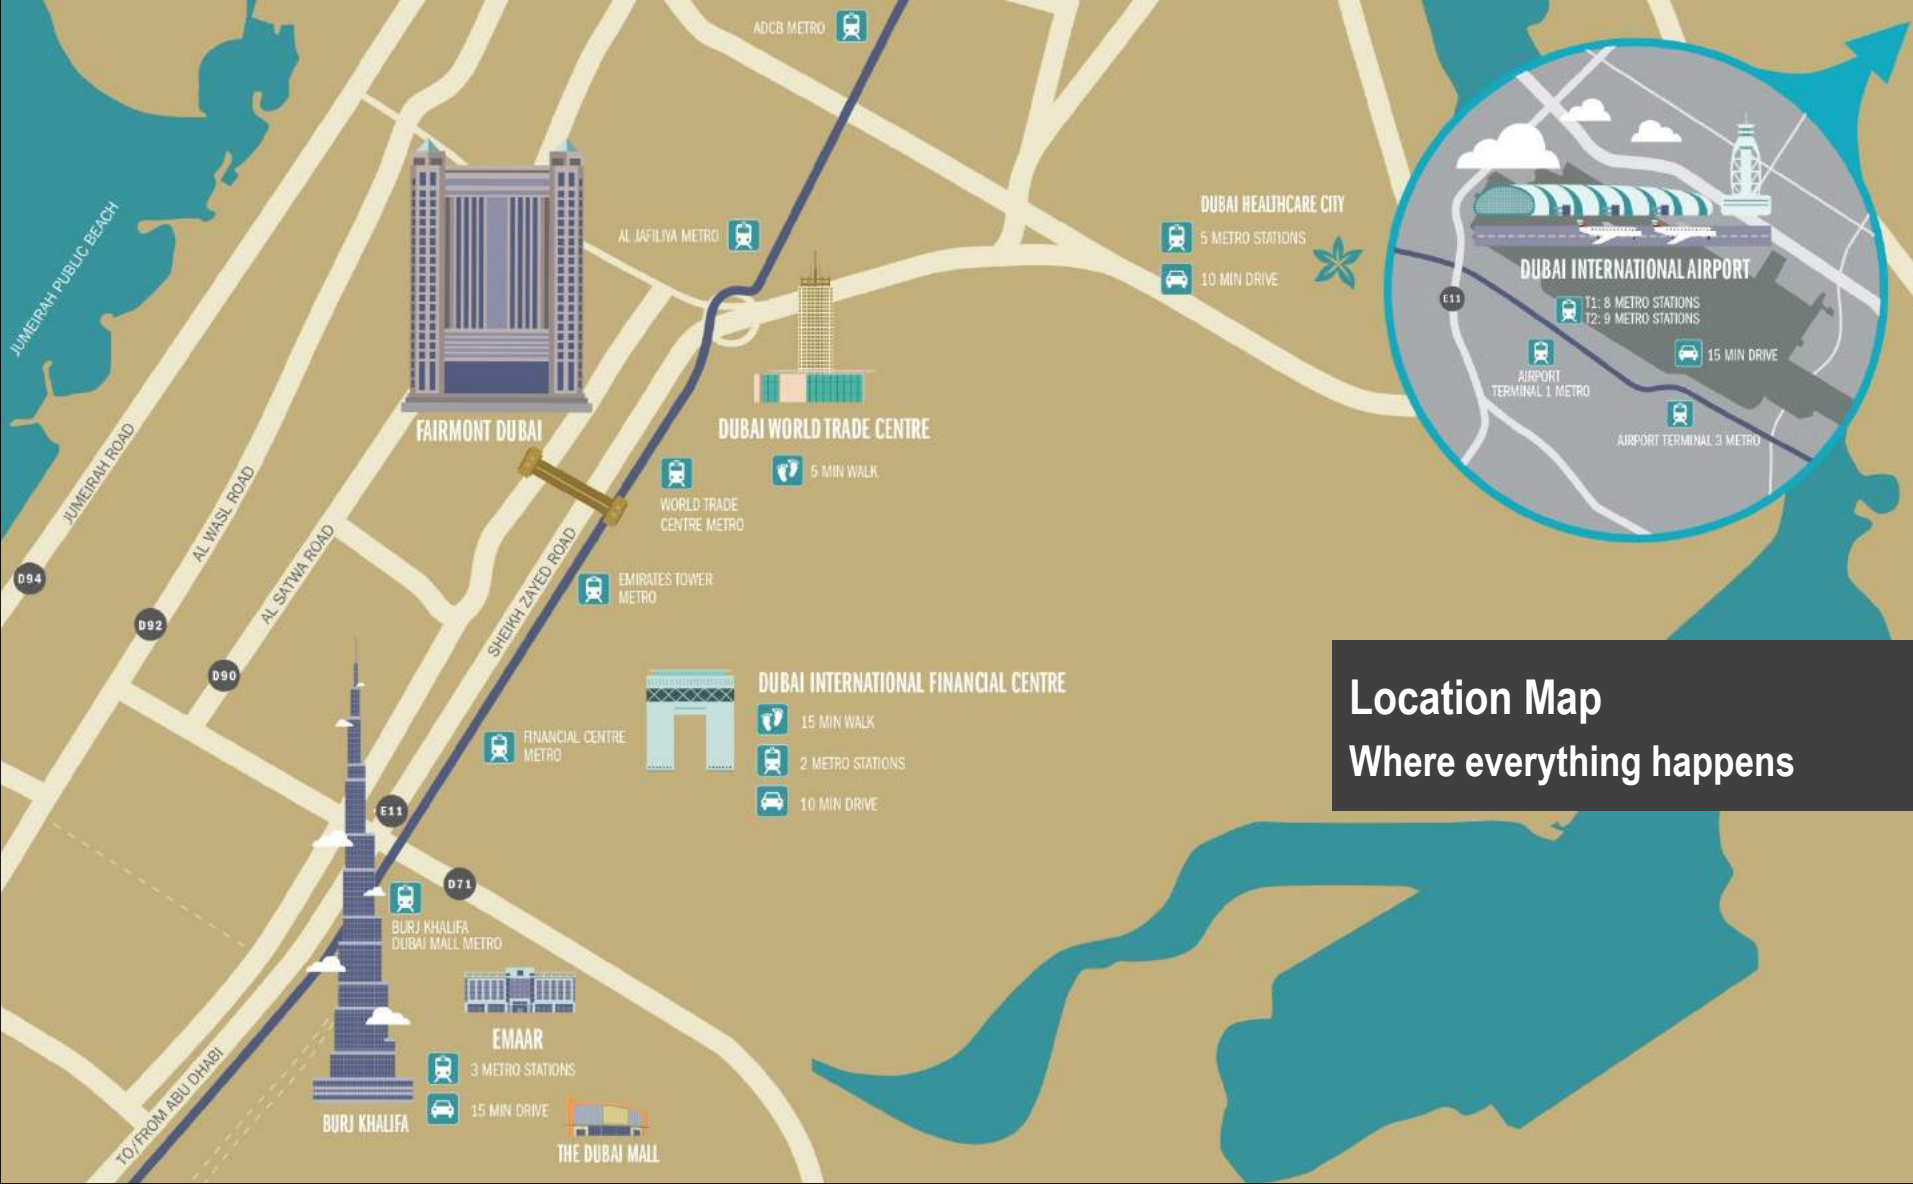 ADCB METRO
JUMEIRAH PUBLIC BEACH
AL JAFILIYA METRO
DUBAI HEALTHCARE CITY
5 METRO STATIONS
10 MIN DRIVE
DUBAI INTERNATIONAL AIRPORT
T1: 8 METRO STATIONS
T2: 9 METRO STATIONS
15 MIN DRIVE
E11
AIRPORT
TERMINAL 1 METRO
AIRPORT TERMINAL 3 METRO
FAIRMONT DUBAI
DUBAI WORLD TRADE CENTRE
5 MIN WALK
WORLD TRADE
CENTRE METRO
JUMEIRAH ROAD
AL WASL ROAD
AL SATWA ROAD
SHEIKH ZAYED ROAD
D94
D92
D90
EMIRATES TOWER
METRO
DUBAI INTERNATIONAL FINANCIAL CENTRE
15 MIN WALK
2 METRO STATIONS
10 MIN DRIVE
FINANCIAL CENTRE
METRO
Location Map
Where everything happens
E11
D71
BURJ KHALIFA
DUBAI MALL METRO
EMAAR
3 METRO STATIONS
15 MIN DRIVE
TO/FROM ABU DHABI
BURJ KHALIFA
THE DUBAI MALL